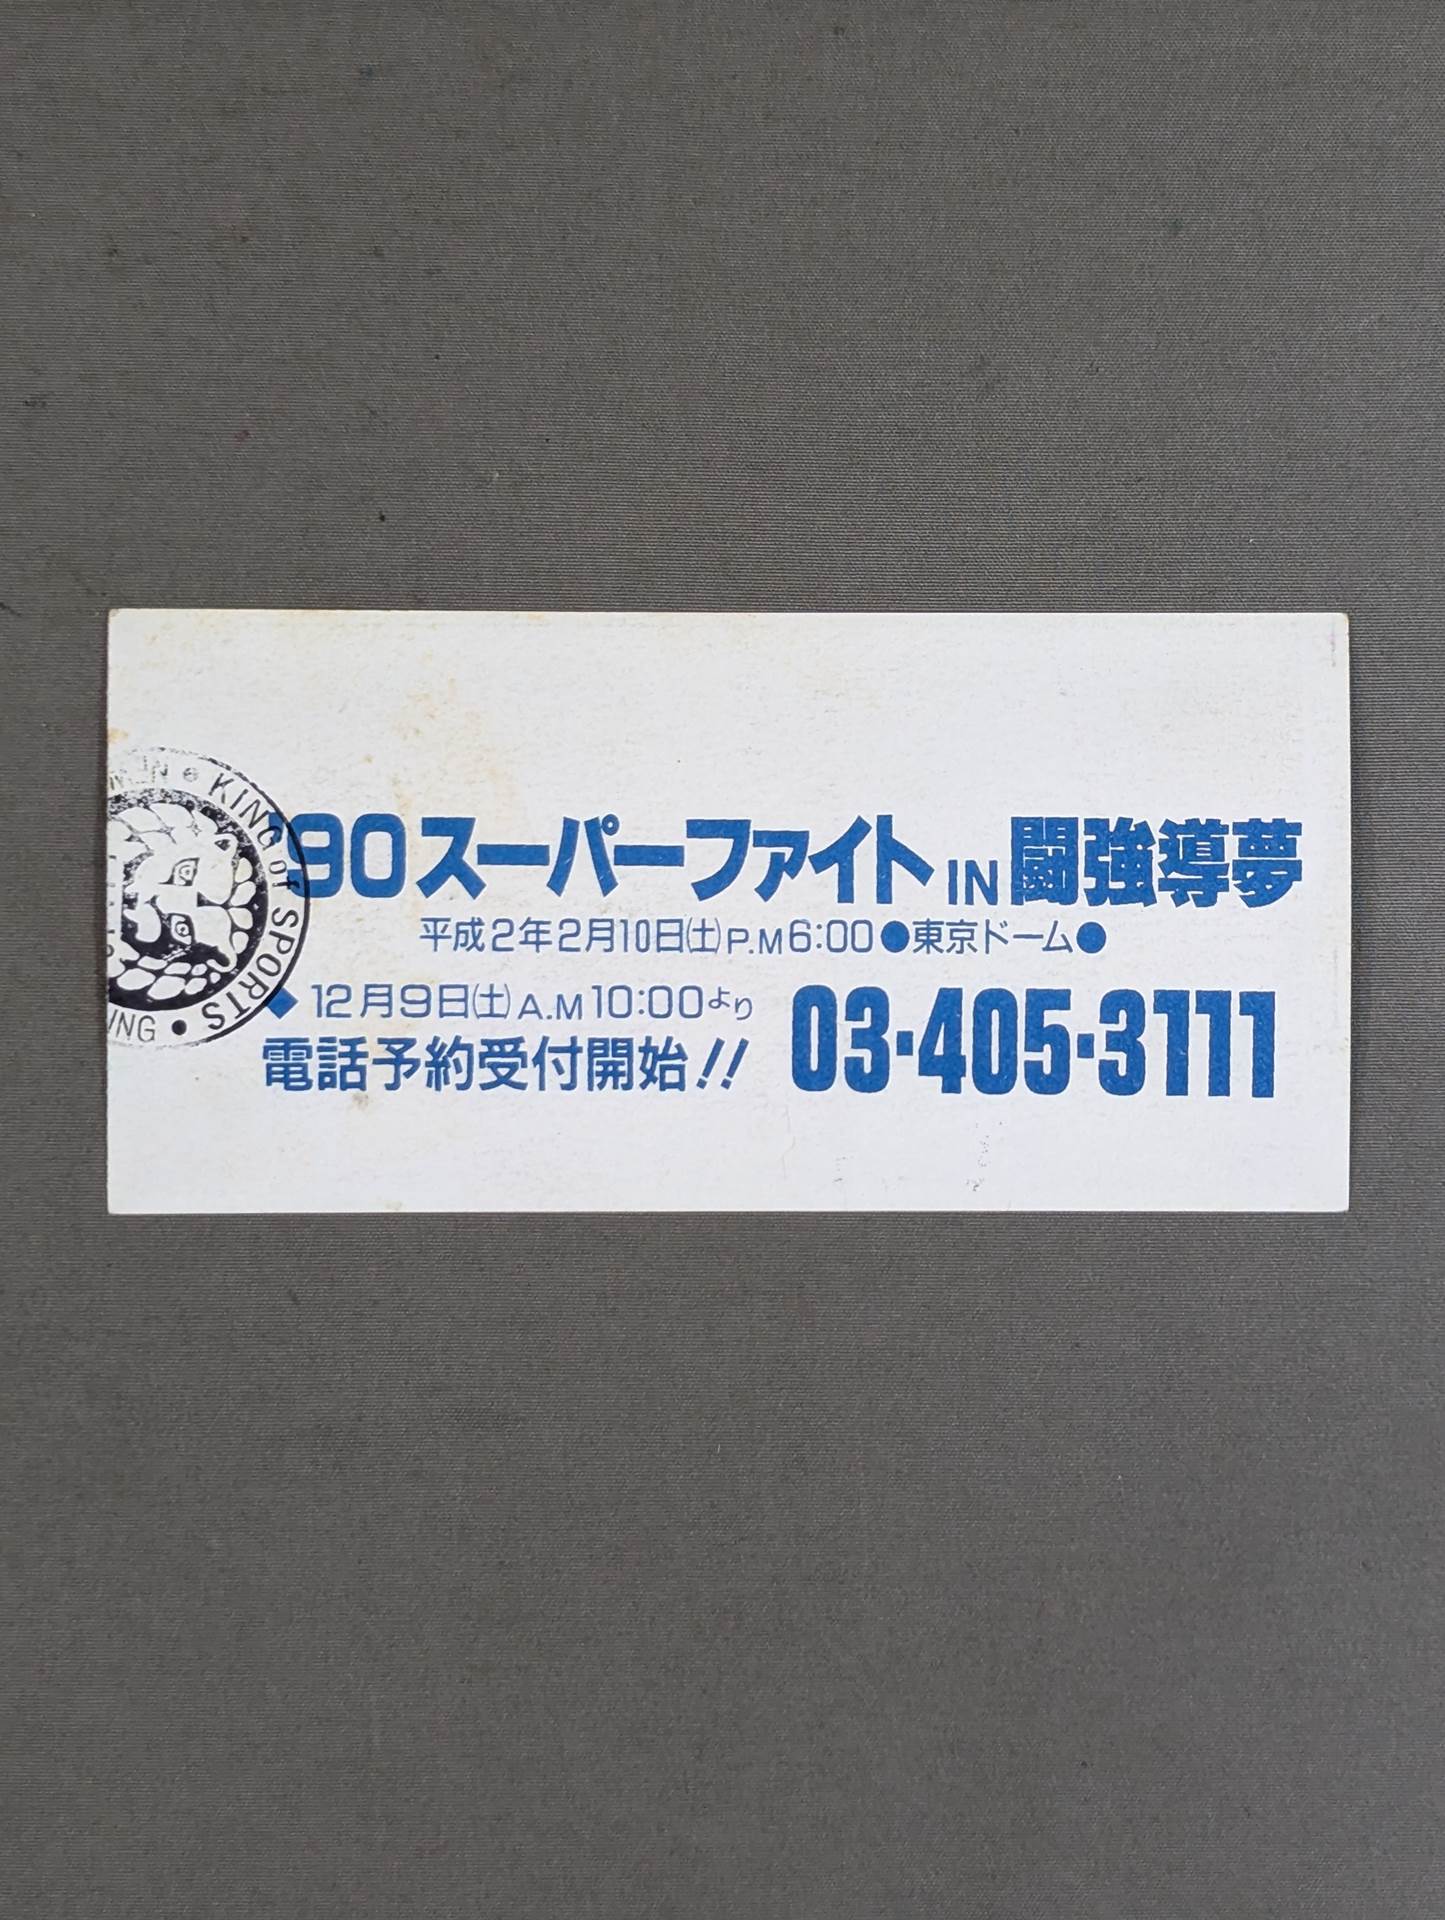 '90スーパーファイト IN 闘強導夢
平成2年2月10日(土)P.M6:00●東京ドーム●
◆12月9日(土)A.M10:00より
電話予約受付開始!!
03・405・3111
KING of SPORTS